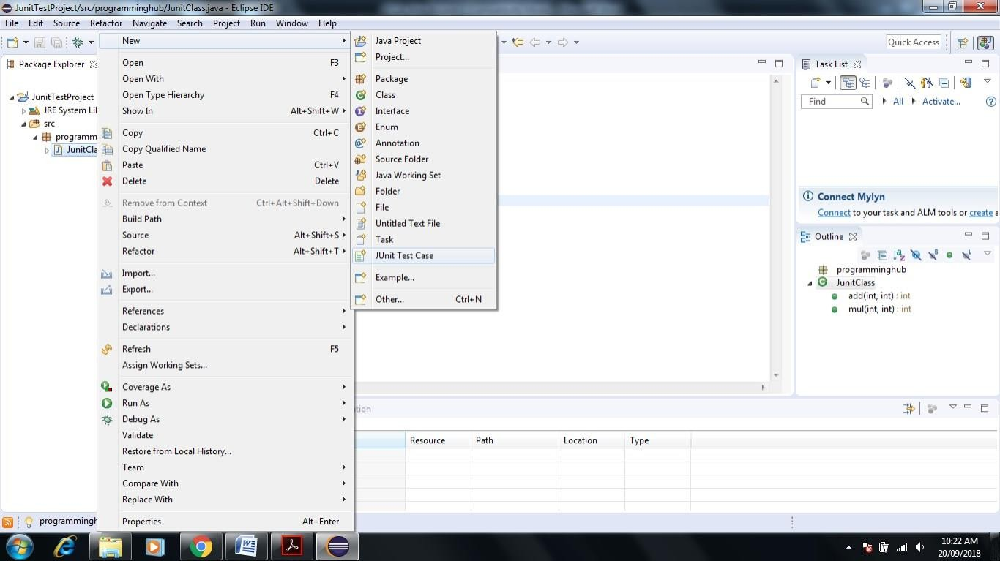 JunitTestProject/src/programminghub/JunitClass.java - Eclipse IDE
File Edit Source Refactor Navigate Search Project Run Window Help
Quick Access
Package Explorer
JunitTestProject
JRE System Lil
src
programm
JunitCla
New
Open F3
Open With
Open Type Hierarchy F4
Show In Alt+Shift+W
Copy Ctrl+C
Copy Qualified Name
Paste Ctrl+V
Delete Delete
Remove from Context Ctrl+Alt+Shift+Down
Build Path
Source Alt+Shift+S
Refactor Alt+Shift+T
Import...
Export...
References
Declarations
Refresh F5
Assign Working Sets...
Coverage As
Run As
Debug As
Validate
Restore from Local History...
Team
Compare With
Replace With
Properties Alt+Enter
Java Project
Project...
Package
Class
Interface
Enum
Annotation
Source Folder
Java Working Set
Folder
File
Untitled Text File
Task
JUnit Test Case
Example...
Other... Ctrl+N
Task List
Find All Activate...
Connect Mylyn
Connect to your task and ALM tools or create a
Outline
programminghub
JunitClass
add(int, int) : int
mul(int, int) : int
tion
Resource Path Location Type
programmingh
10:22 AM
20/09/2018